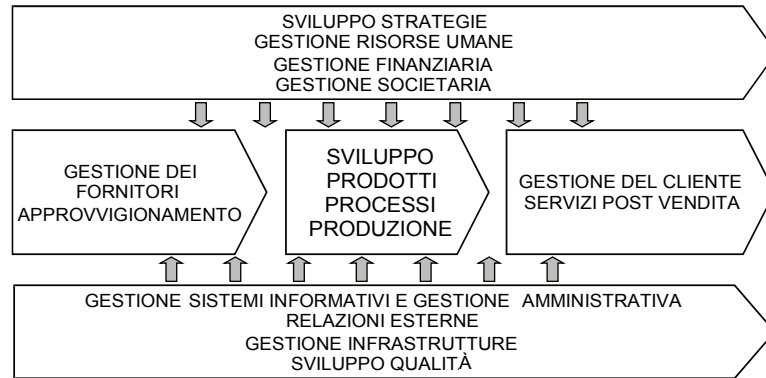 SVILUPPO STRATEGIE
GESTIONE RISORSE UMANE
GESTIONE FINANZIARIA
GESTIONE SOCIETARIA
GESTIONE DEI
FORNITORI
APPROVVIGIONAMENTO
SVILUPPO
PRODOTTI
PROCESSI
PRODUZIONE
GESTIONE DEL CLIENTE
SERVIZI POST VENDITA
GESTIONE SISTEMI INFORMATIVI E GESTIONE AMMINISTRATIVA
RELAZIONI ESTERNE
GESTIONE INFRASTRUTTURE
SVILUPPO QUALITÀ